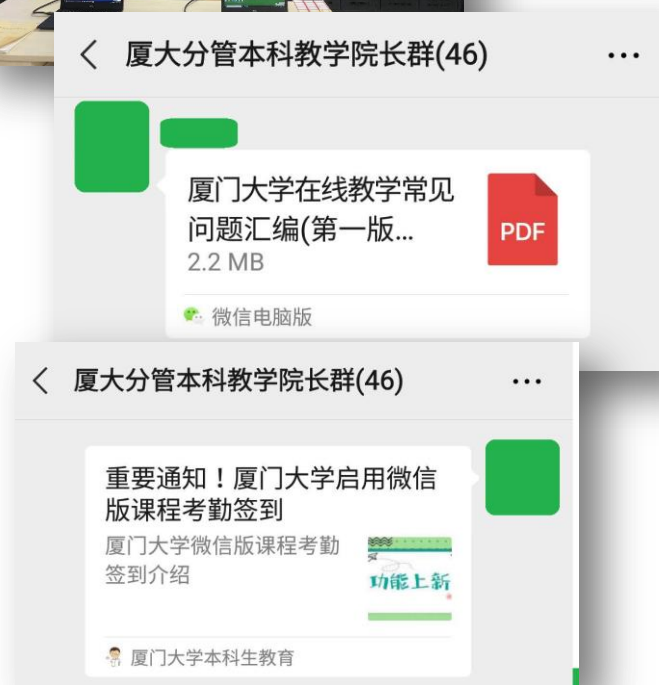 厦大分管本科教学院长群(46)
厦门大学在线教学常见
问题汇编(第一版...
PDF
2.2 MB
微信电脑版
厦大分管本科教学院长群(46)
重要通知！厦门大学启用微信
版课程考勤签到
厦门大学微信版课程考勤
签到介绍
功能上新
厦门大学本科生教育